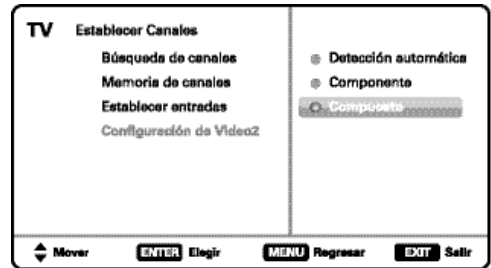 TV Establecer Canales
Búsqueda de canales
Memoria de canales
Establecer entradas
Configuración de Video2
Detección automática
Componente
Compuesto
Mover ENTER Elegir MENU Regresar EXIT Salir